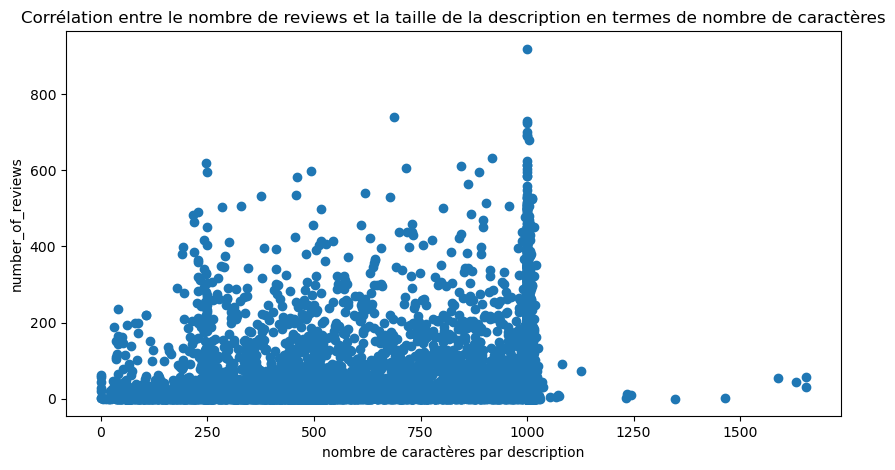 Corrélation entre le nombre de reviews et la taille de la description en termes de nombre de caractères
800
600
400
200
0
number_of_reviews
0 250 500 750 1000 1250 1500
nombre de caractères par description